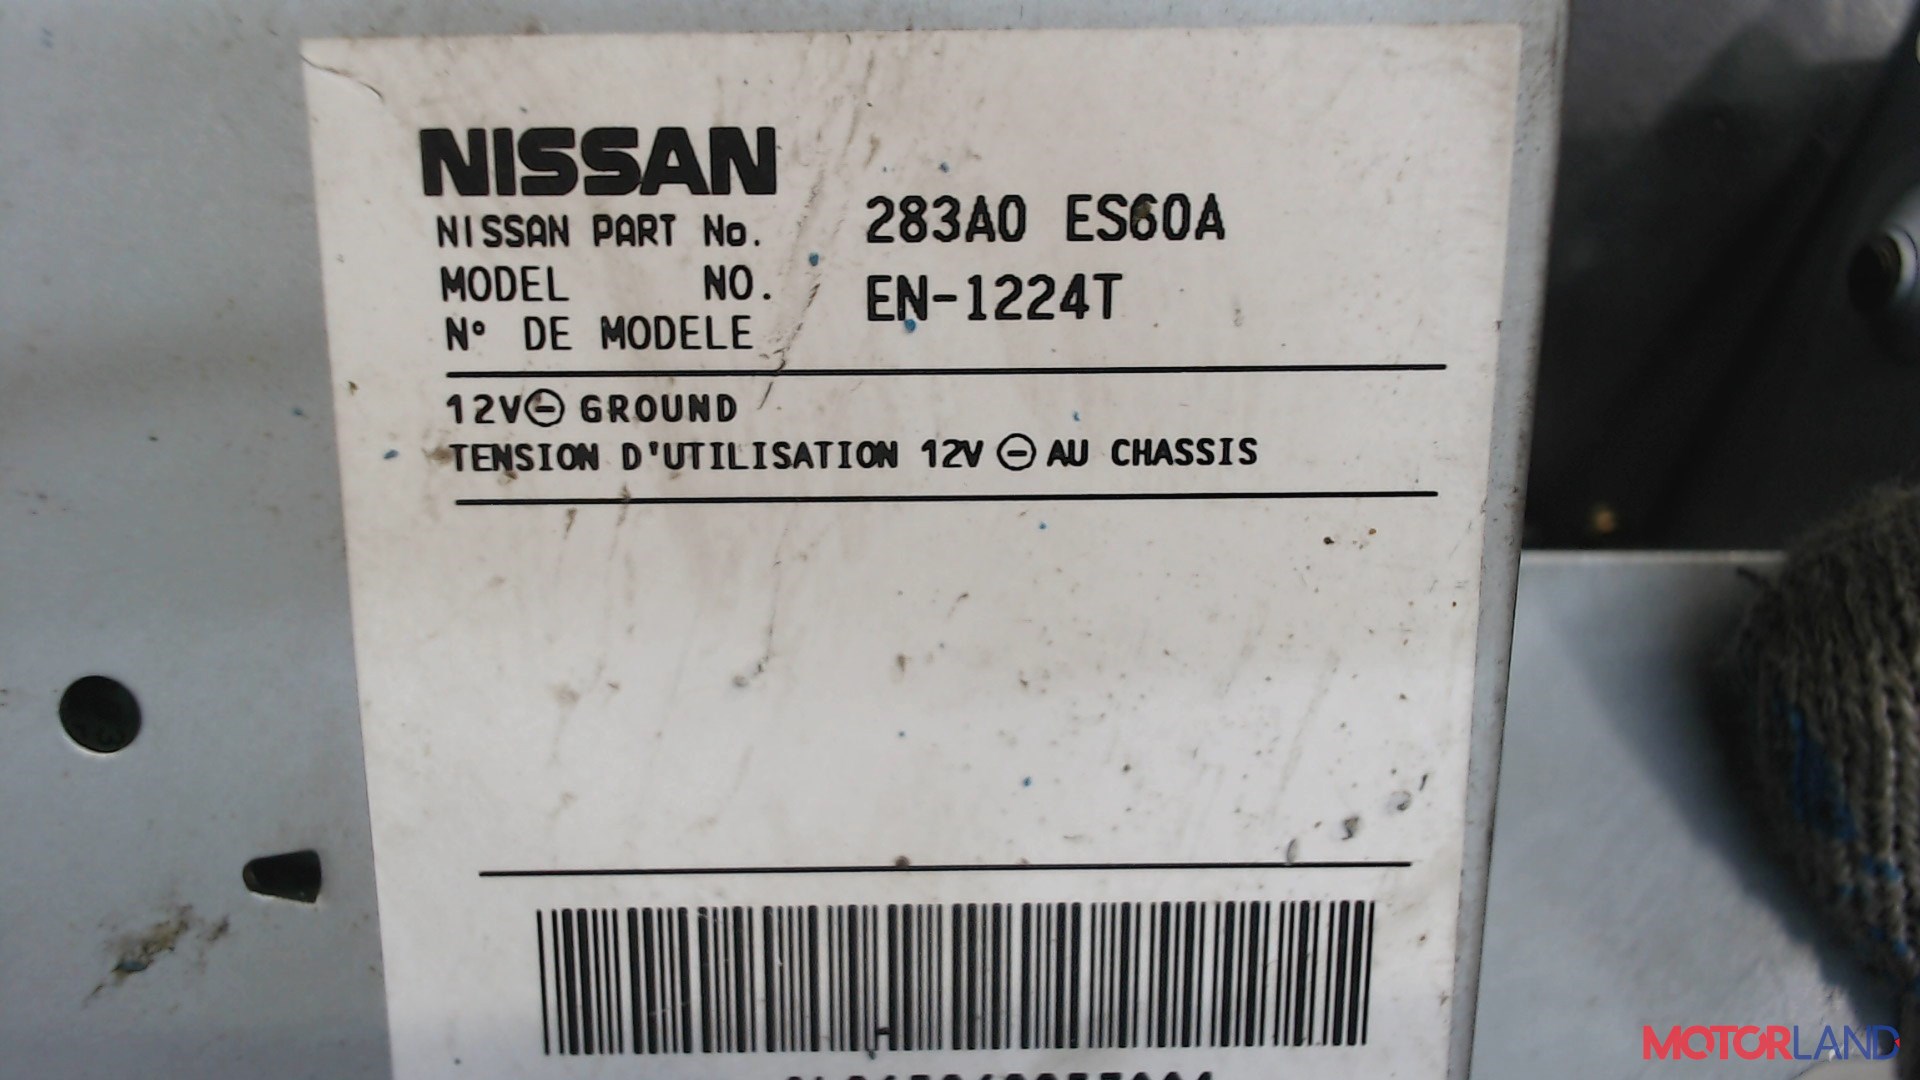 NISSAN
NISSAN PART No. 283A0 ES60A
MODEL NO. EN-1224T
N° DE MODELE
12V⊖ GROUND
TENSION D'UTILISATION 12V ⊖ AU CHASSIS
MOTORLAND